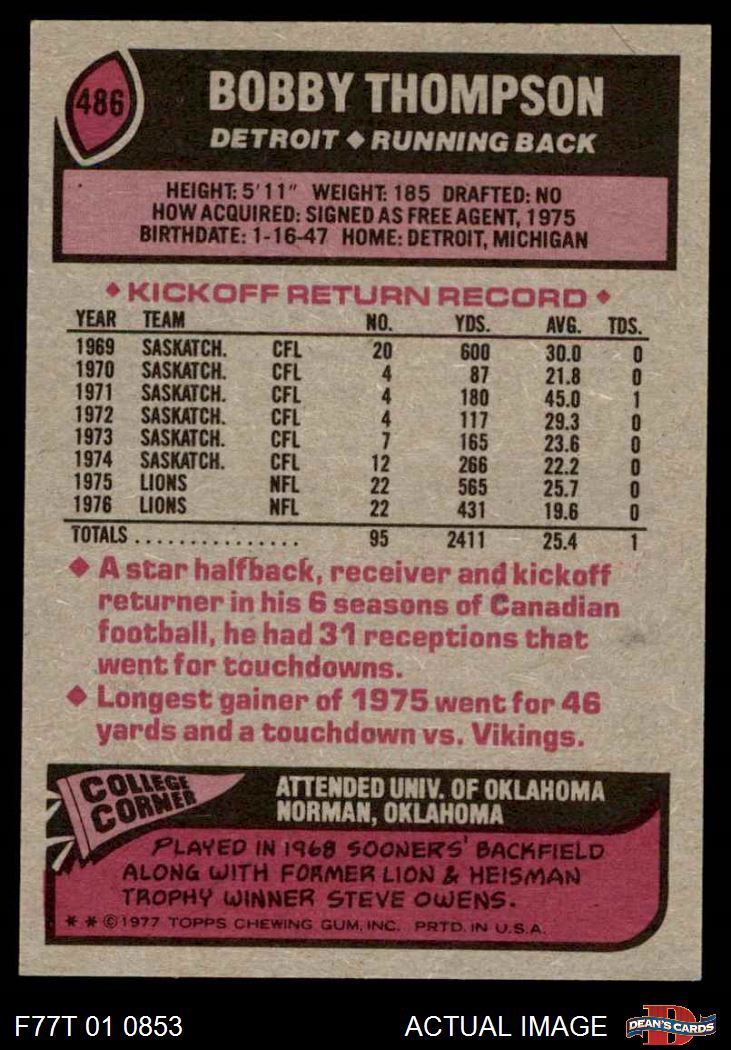 486
BOBBY THOMPSON
DETROIT ◆ RUNNING BACK
HEIGHT: 5'11" WEIGHT: 185 DRAFTED: NO
HOW ACQUIRED: SIGNED AS FREE AGENT, 1975
BIRTHDATE: 1-16-47 HOME: DETROIT, MICHIGAN
◆ KICKOFF RETURN RECORD ◆
YEAR TEAM NO. YDS. AVG. TDS.
1969 SASKATCH. CFL 20 600 30.0 0
1970 SASKATCH. CFL 4 87 21.8 0
1971 SASKATCH. CFL 4 180 45.0 1
1972 SASKATCH. CFL 4 117 29.3 0
1973 SASKATCH. CFL 7 165 23.6 0
1974 SASKATCH. CFL 12 266 22.2 0
1975 LIONS NFL 22 565 25.7 0
1976 LIONS NFL 22 431 19.6 0
TOTALS ............... 95 2411 25.4 1
◆ A star halfback, receiver and kickoff
returner in his 6 seasons of Canadian
football, he had 31 receptions that
went for touchdowns.
◆ Longest gainer of 1975 went for 46
yards and a touchdown vs. Vikings.
COLLEGE
CORNER
ATTENDED UNIV. OF OKLAHOMA
NORMAN, OKLAHOMA
PLAYED IN 1968 SOONERS' BACKFIELD
ALONG WITH FORMER LION & HEISMAN
TROPHY WINNER STEVE OWENS.
* * ©1977 TOPPS CHEWING GUM, INC. PRTD. IN U.S.A.
F77T 01 0853 ACTUAL IMAGE
D
DEAN'S CARDS